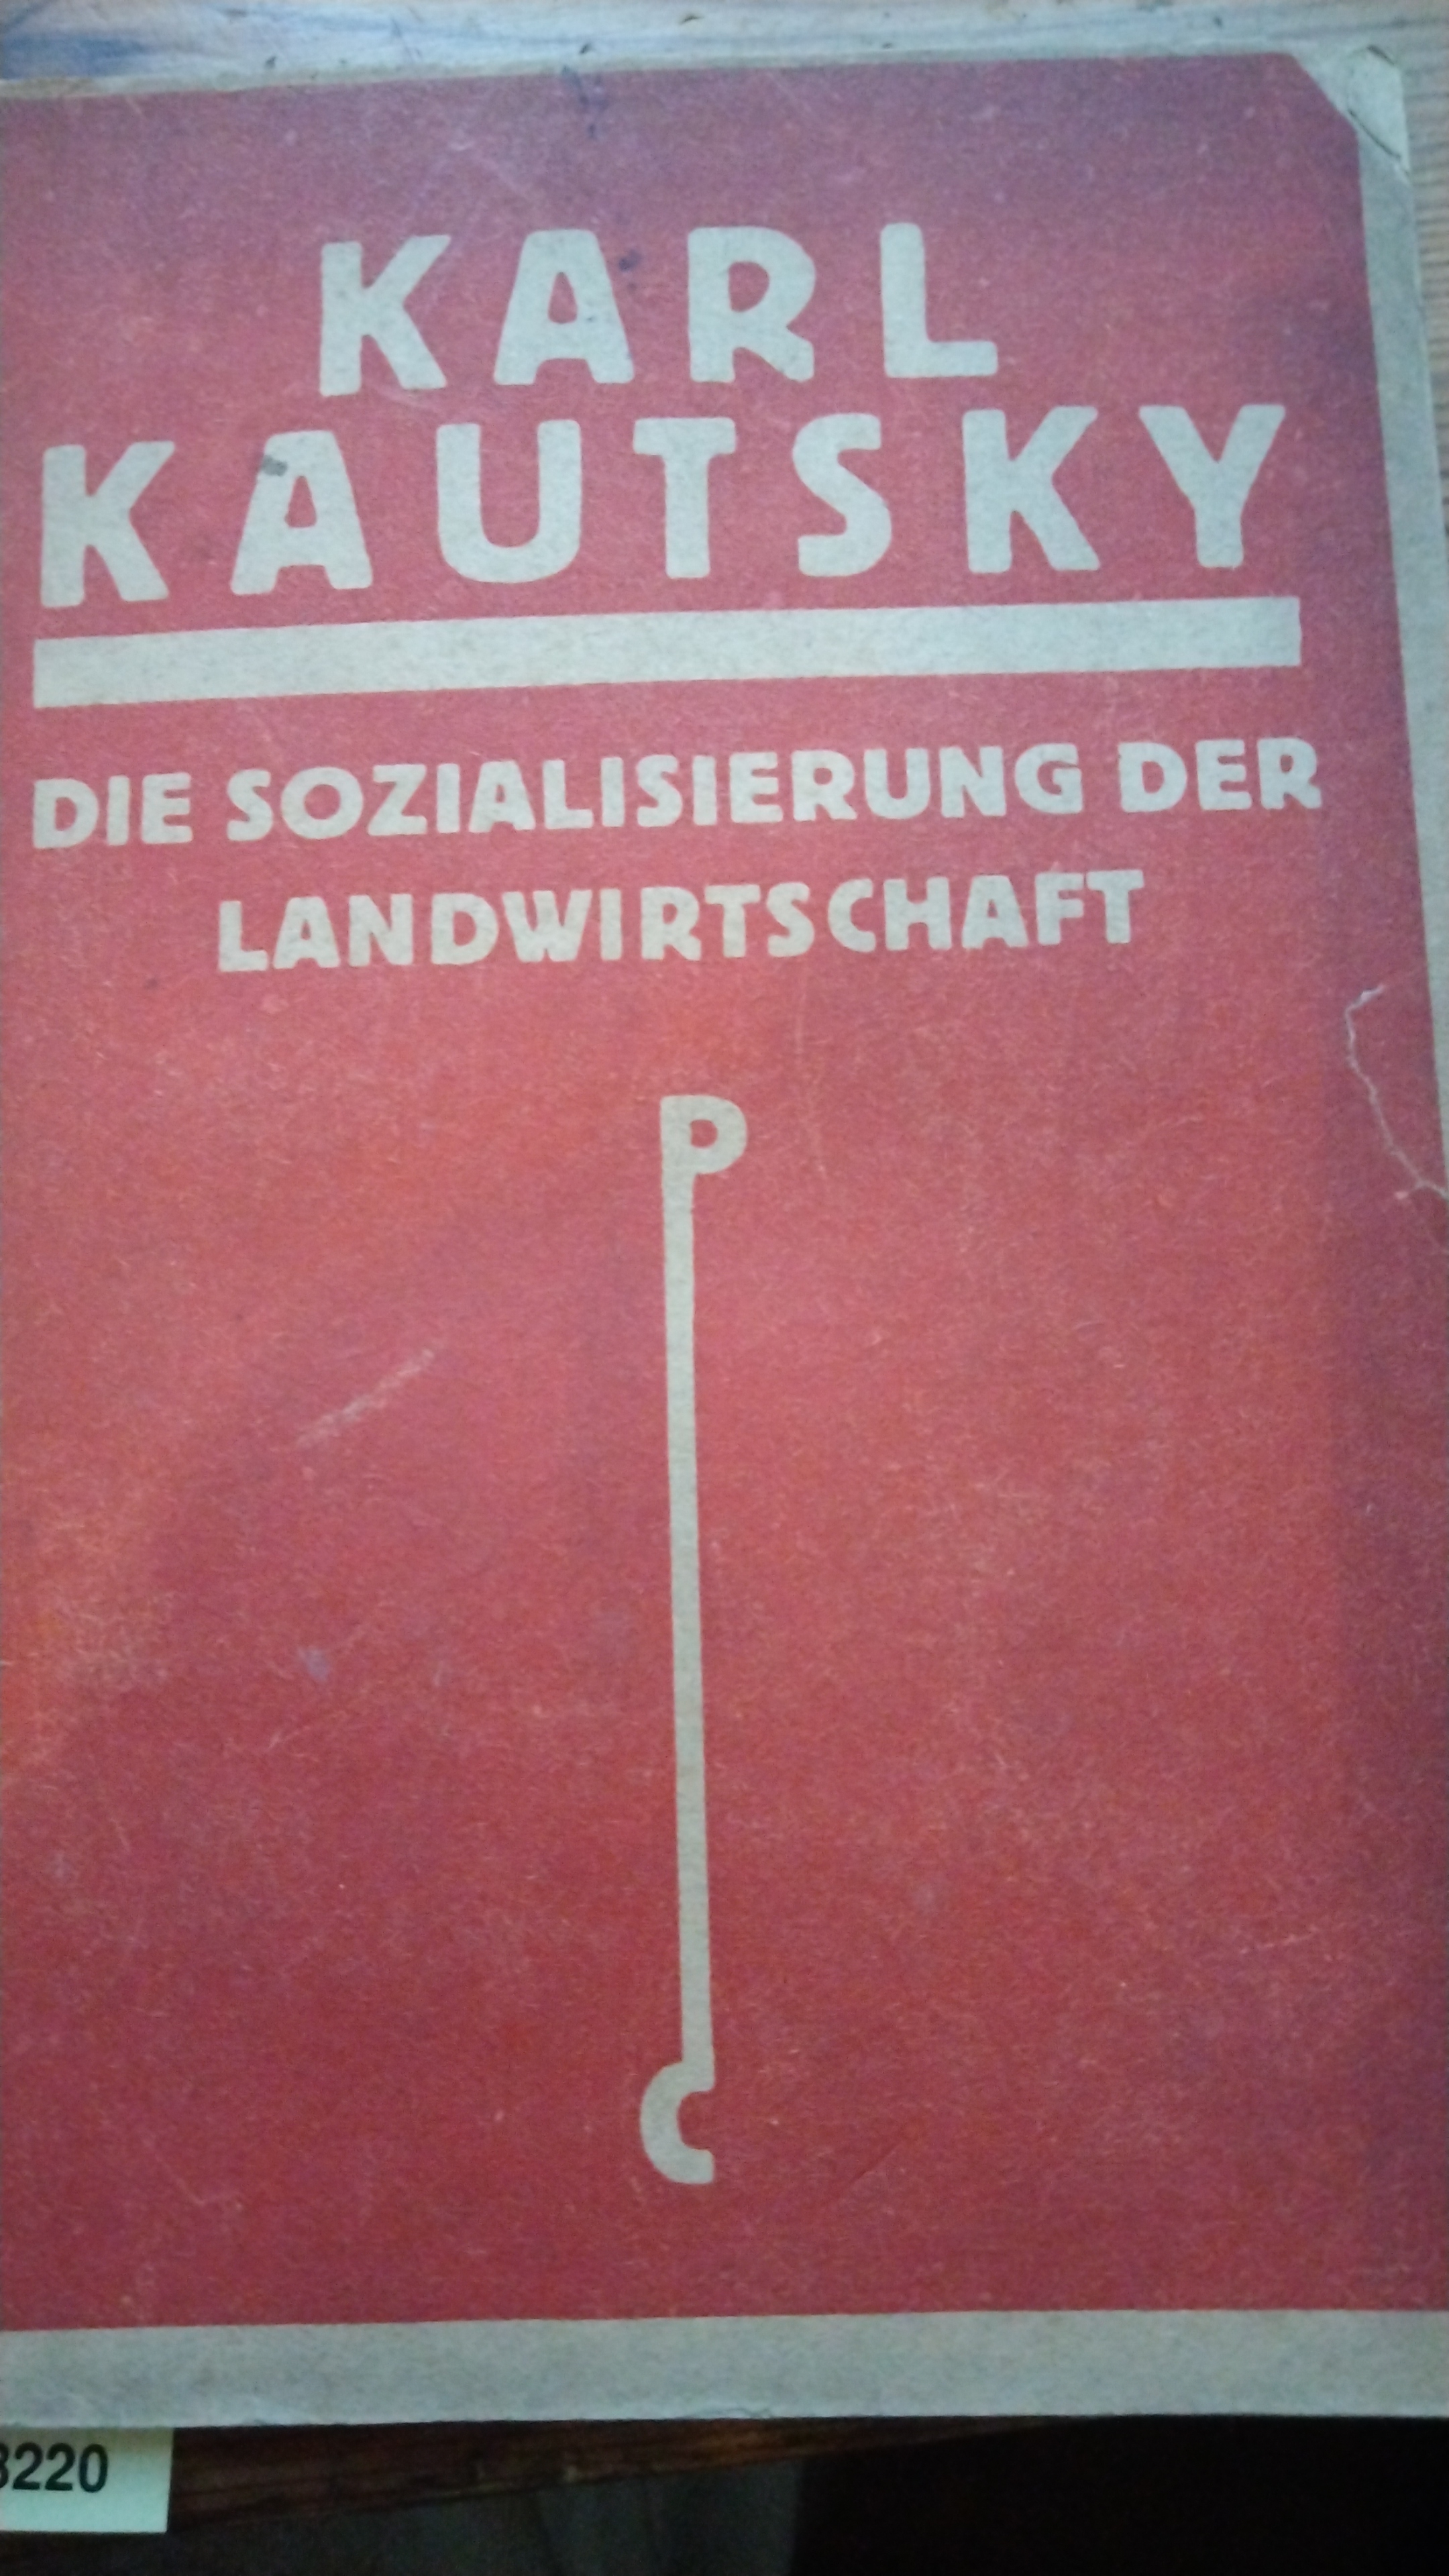 KARL
KAUTSKY
DIE SOZIALISIERUNG DER
LANDWIRTSCHAFT
P
C
3220